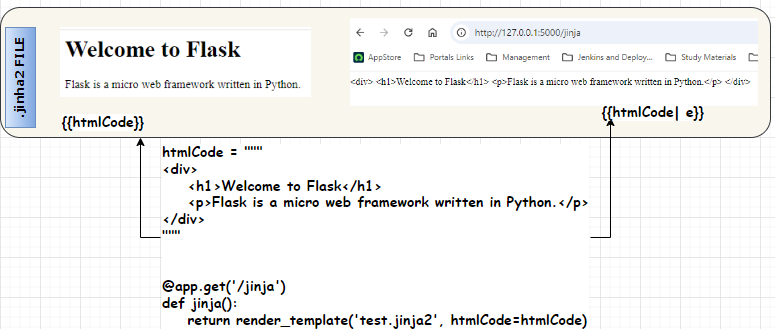 .jinha2 FILE
Welcome to Flask
Flask is a micro web framework written in Python.
{{htmlCode}}
http://127.0.0.1:5000/jinja
AppStore
Portals Links
Management
Jenkins and Deploy...
Study Materials
<div> <h1>Welcome to Flask</h1> <p>Flask is a micro web framework written in Python.</p> </div>
{{htmlCode| e}}
htmlCode = """
<div>
<h1>Welcome to Flask</h1>
<p>Flask is a micro web framework written in Python.</p>
</div>
"""
@app.get('/jinja')
def jinja():
return render_template('test.jinja2', htmlCode=htmlCode)